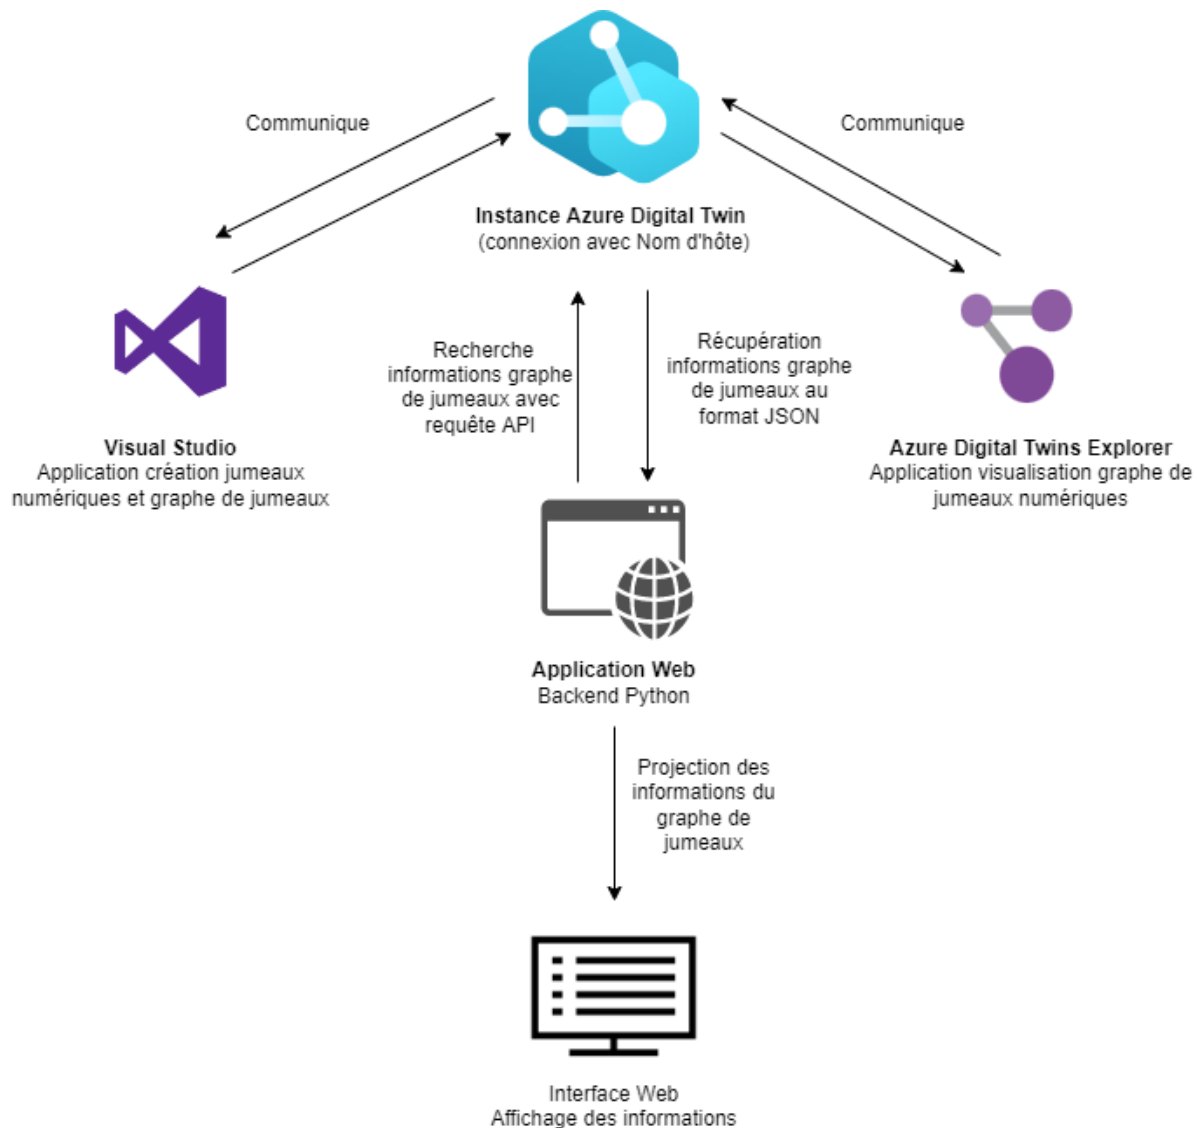 Communique
Communique
Instance Azure Digital Twin
(connexion avec Nom d'hôte)
Recherche
informations graphe
de jumeaux avec
requête API
Récupération
informations graphe
de jumeaux au
format JSON
Visual Studio
Application création jumeaux
numériques et graphe de jumeaux
Azure Digital Twins Explorer
Application visualisation graphe de
jumeaux numériques
Application Web
Backend Python
Projection des
informations du
graphe de
jumeaux
Interface Web
Affichage des informations